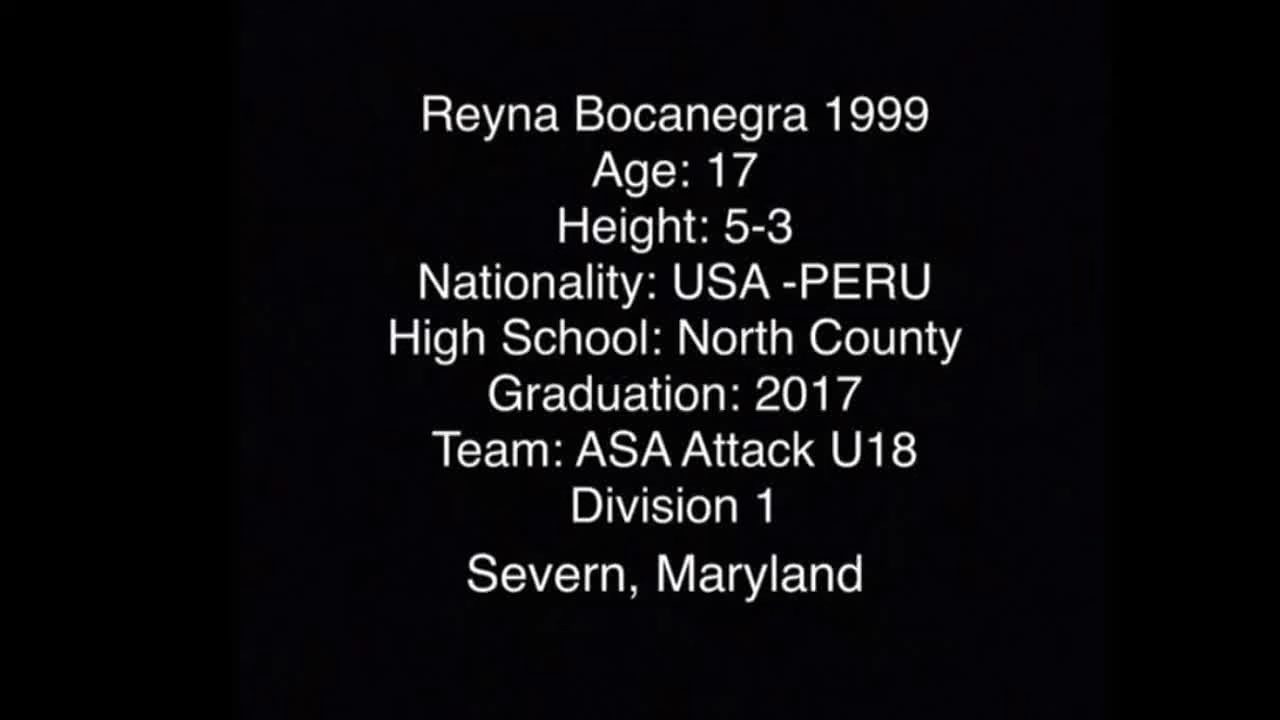 Reyna Bocanegra 1999
Age: 17
Height: 5-3
Nationality: USA -PERU
High School: North County
Graduation: 2017
Team: ASA Attack U18
Division 1
Severn, Maryland